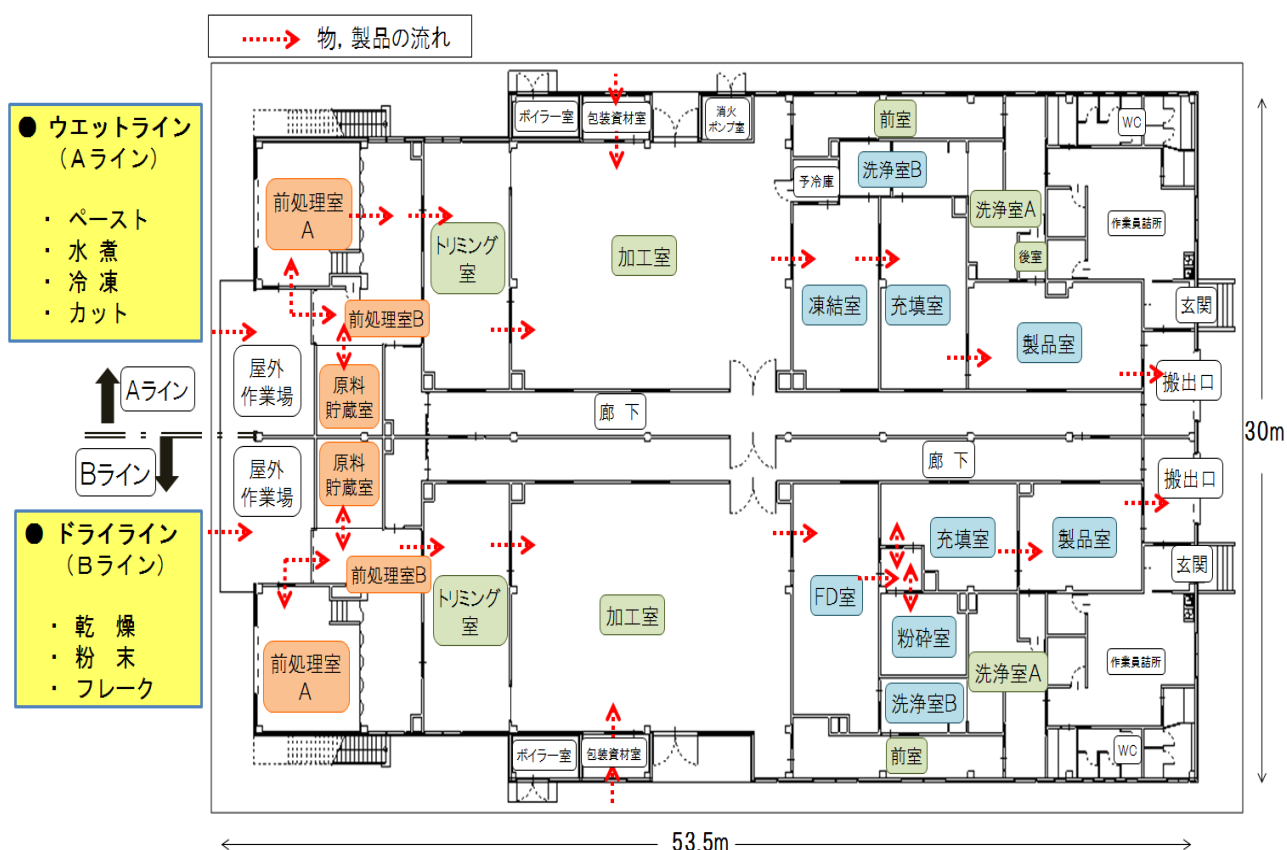 物，製品の流れ
● ウエットライン
（Ａライン）
・ ペースト
・ 水 煮
・ 冷 凍
・ カット
Aライン
Bライン
● ドライライン
（Ｂライン）
・ 乾 燥
・ 粉 末
・ フレーク
ボイラー室
包装資材室
消火
ポンプ室
前室
WC
洗浄室B
予冷庫
前処理室
A
トリミング
室
加工室
洗浄室A
作業員詰所
後室
凍結室
充填室
製品室
玄関
前処理室B
屋外
作業場
原料
貯蔵室
搬出口
廊 下
30m
屋外
作業場
原料
貯蔵室
廊 下
搬出口
充填室
製品室
玄関
前処理室B
トリミング
室
加工室
FD室
粉砕室
前処理室
A
洗浄室A
作業員詰所
洗浄室B
ボイラー室
包装資材室
前室
WC
53.5m